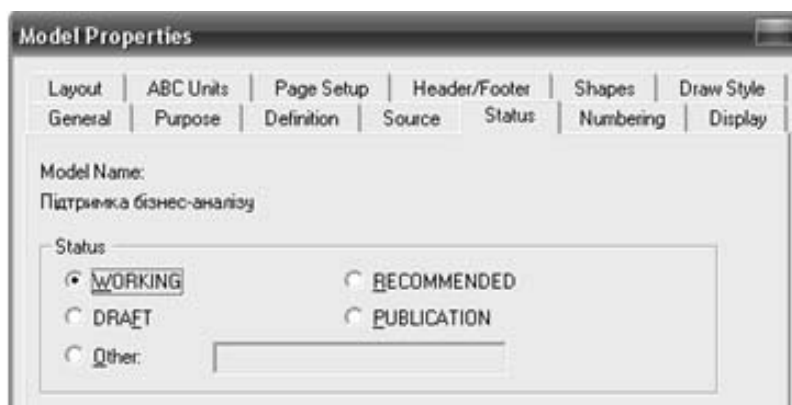 Model Properties
Layout ABC Units Page Setup Header/Footer Shapes Draw Style
General Purpose Definition Source Status Numbering Display
Model Name:
Підтримка бізнес-аналізу
Status
WORKING RECOMMENDED
DRAFT PUBLICATION
Other: